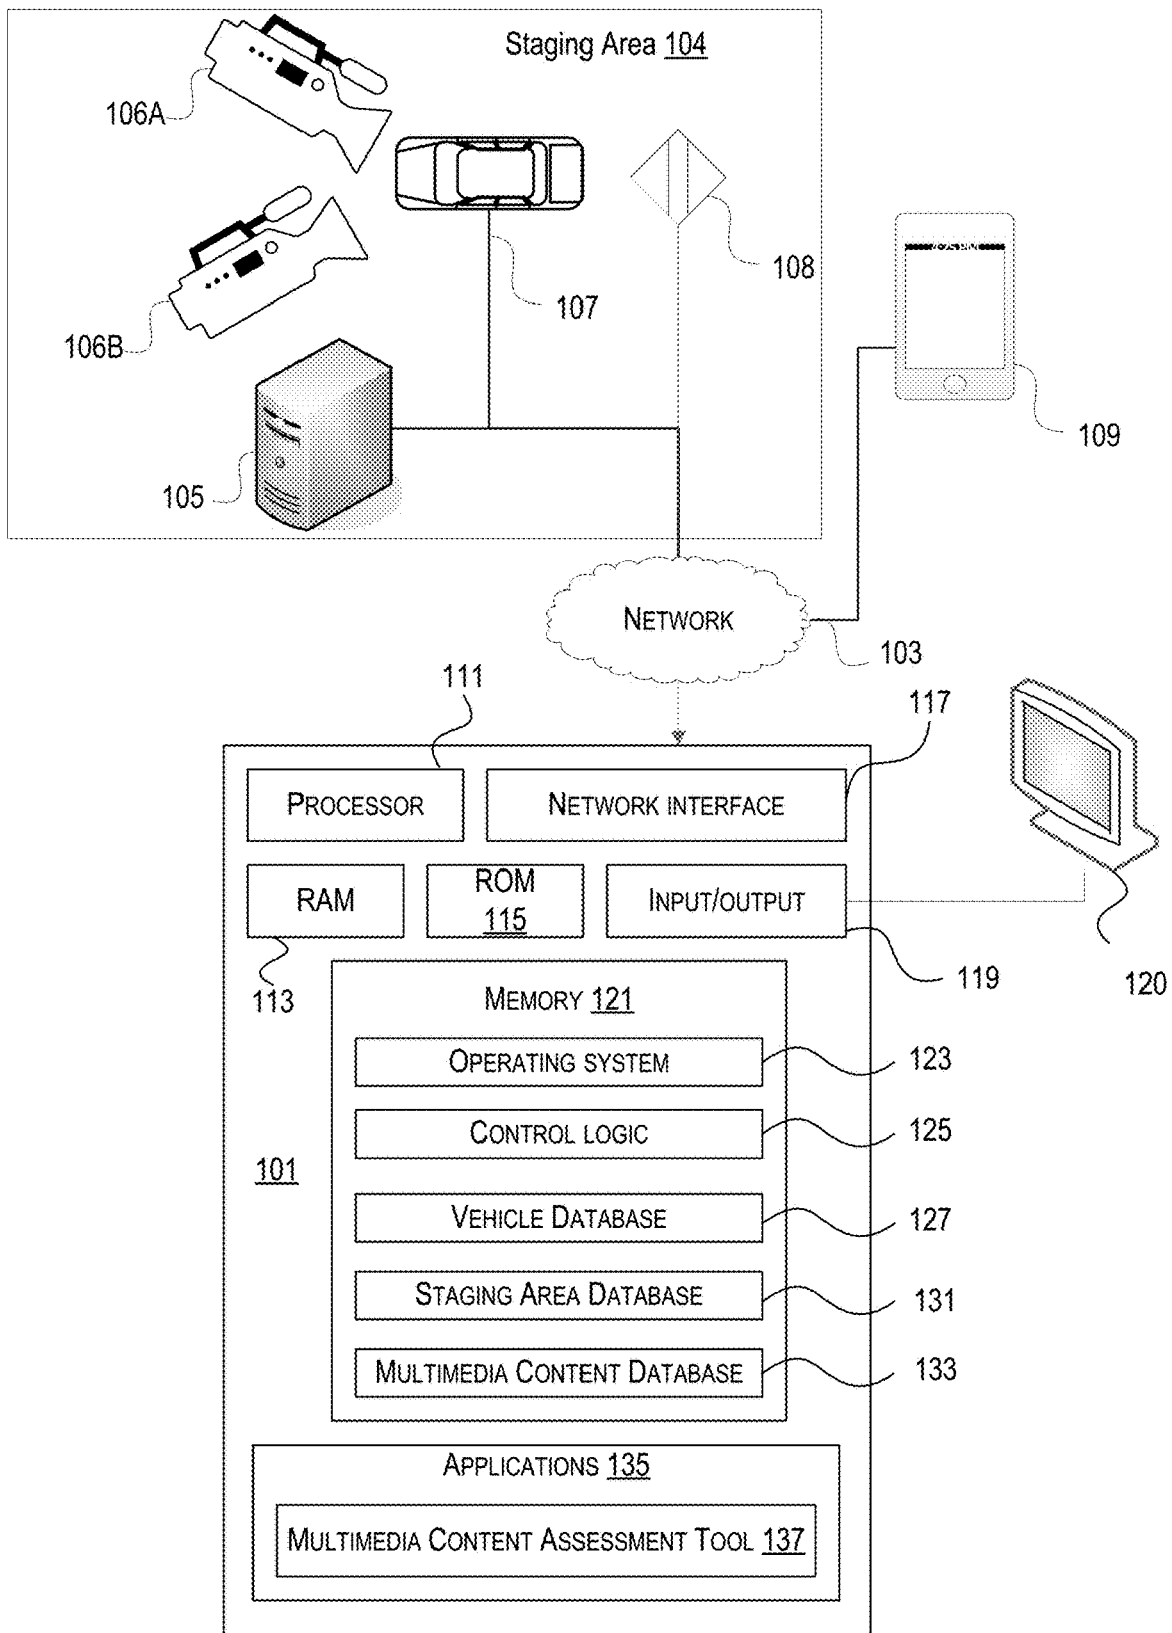 Staging Area 104
106A
106B
107
108
105
109
NETWORK
103
111
117
PROCESSOR
NETWORK INTERFACE
RAM
ROM
115
INPUT/OUTPUT
113
119
120
MEMORY 121
OPERATING SYSTEM
123
CONTROL LOGIC
125
101
VEHICLE DATABASE
127
STAGING AREA DATABASE
131
MULTIMEDIA CONTENT DATABASE
133
APPLICATIONS 135
MULTIMEDIA CONTENT ASSESSMENT TOOL 137